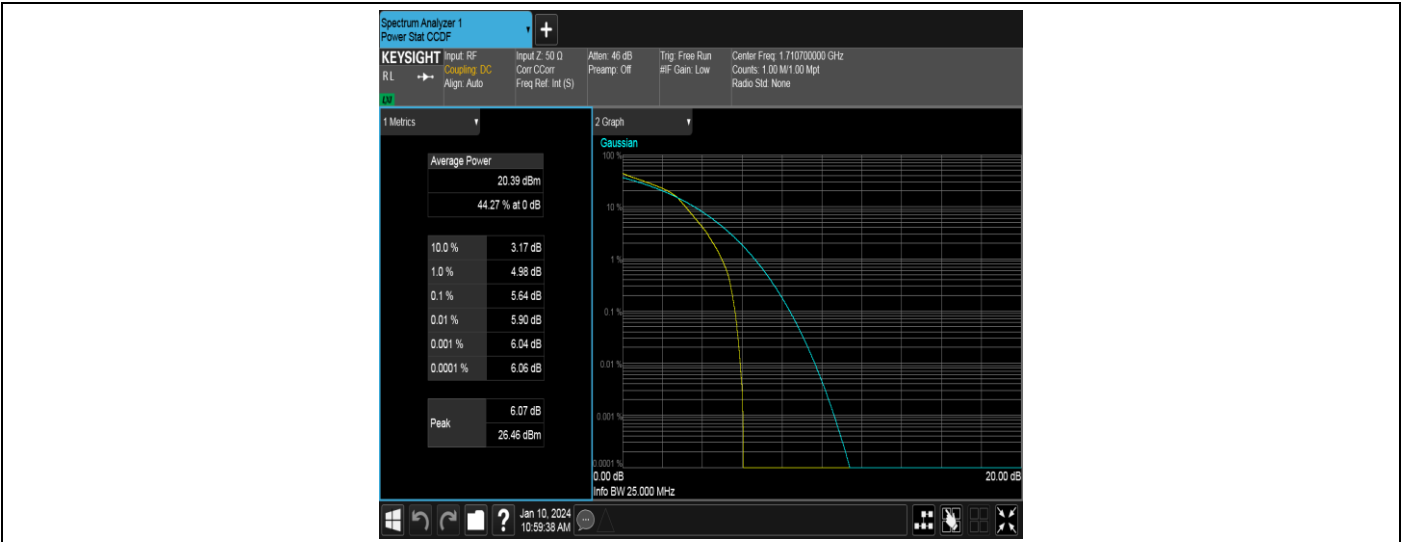 Spectrum Analyzer 1
Power Stat CCDF
KEYSIGHT
RL
Input: RF
Coupling: DC
Align: Auto
Input Z: 50 Ω
Corr CCorr
Freq Ref: Int (S)
Atten: 46 dB
Preamp: Off
Trig: Free Run
#IF Gain: Low
Center Freq: 1.710700000 GHz
Counts: 1.00 M/1.00 Mpt
Radio Std: None
1 Metrics
Average Power
20.39 dBm
44.27 % at 0 dB
10.0 % 3.17 dB
1.0 % 4.98 dB
0.1 % 5.64 dB
0.01 % 5.90 dB
0.001 % 6.04 dB
0.0001 % 6.06 dB
Peak
6.07 dB
26.46 dBm
2 Graph
Gaussian
100 %
10 %
1 %
0.1 %
0.01 %
0.001 %
0.0001 %
0.00 dB
20.00 dB
Info BW 25.000 MHz
?
Jan 10, 2024
10:59:38 AM